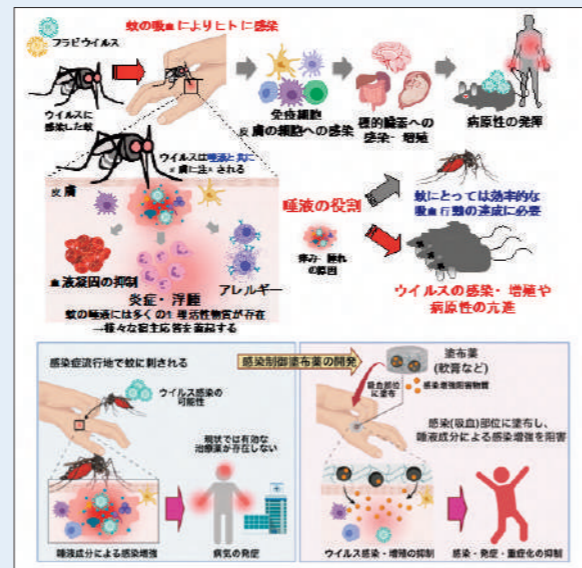 フラビウイルス
蚊の吸血によりヒトに感染
ウイルスに
感染した蚊
免疫細胞
皮膚の細胞への感染
標的臓器への
感染・増殖
病原性の発揮
ウイルスは唾液と共に
皮膚に注入される
皮膚
血液凝固の抑制
炎症・浮腫
アレルギー
蚊の唾液には多くの生理活性物質が存在
→様々な宿主応答を惹起する
唾液の役割
痒み・腫れ
の原因
蚊にとっては効率的な
吸血行動の達成に必要
ウイルスの感染・増殖や
病原性の亢進
感染症流行地で蚊に刺される
ウイルス感染の
可能性
現状では有効な
治療薬が存在しない
唾液成分による感染増強
病気の発症
感染制御塗布薬の開発
塗布薬
(軟膏など)
吸血部位
に塗布
感染増強阻害物質
感染(吸血)部位に塗布し、
唾液成分による感染増強を阻害
ウイルス感染・増殖の抑制
感染・発症・重症化の抑制